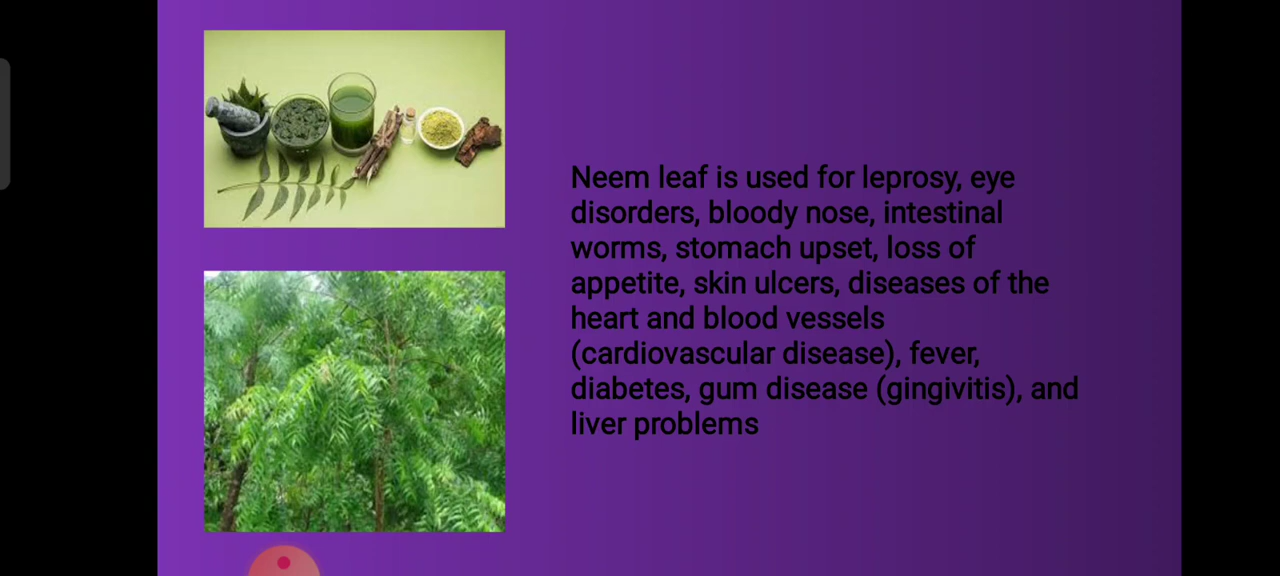 Neem leaf is used for leprosy, eye
disorders, bloody nose, intestinal
worms, stomach upset, loss of
appetite, skin ulcers, diseases of the
heart and blood vessels
(cardiovascular disease), fever,
diabetes, gum disease (gingivitis), and
liver problems